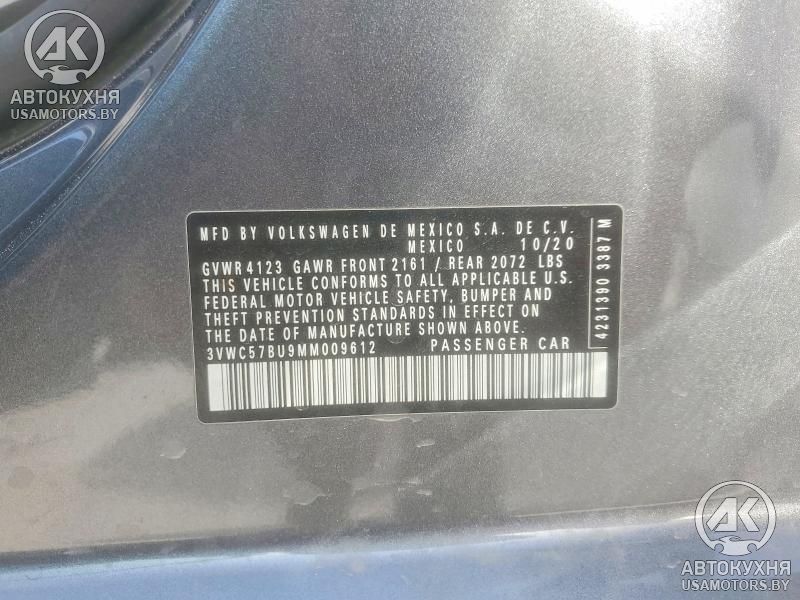 AK
АВТОКУХНЯ
USAMOTORS.BY
MFD BY VOLKSWAGEN DE MEXICO S.A. DE C.V.
MEXICO 10/20
GVWR 4123 GAWR FRONT 2161 / REAR 2072 LBS
THIS VEHICLE CONFORMS TO ALL APPLICABLE U.S.
FEDERAL MOTOR VEHICLE SAFETY, BUMPER AND
THEFT PREVENTION STANDARDS IN EFFECT ON
THE DATE OF MANUFACTURE SHOWN ABOVE.
3VWC57BU9MM009612 PASSENGER CAR
4231390 3387 M
AK
АВТОКУХНЯ
USAMOTORS.BY